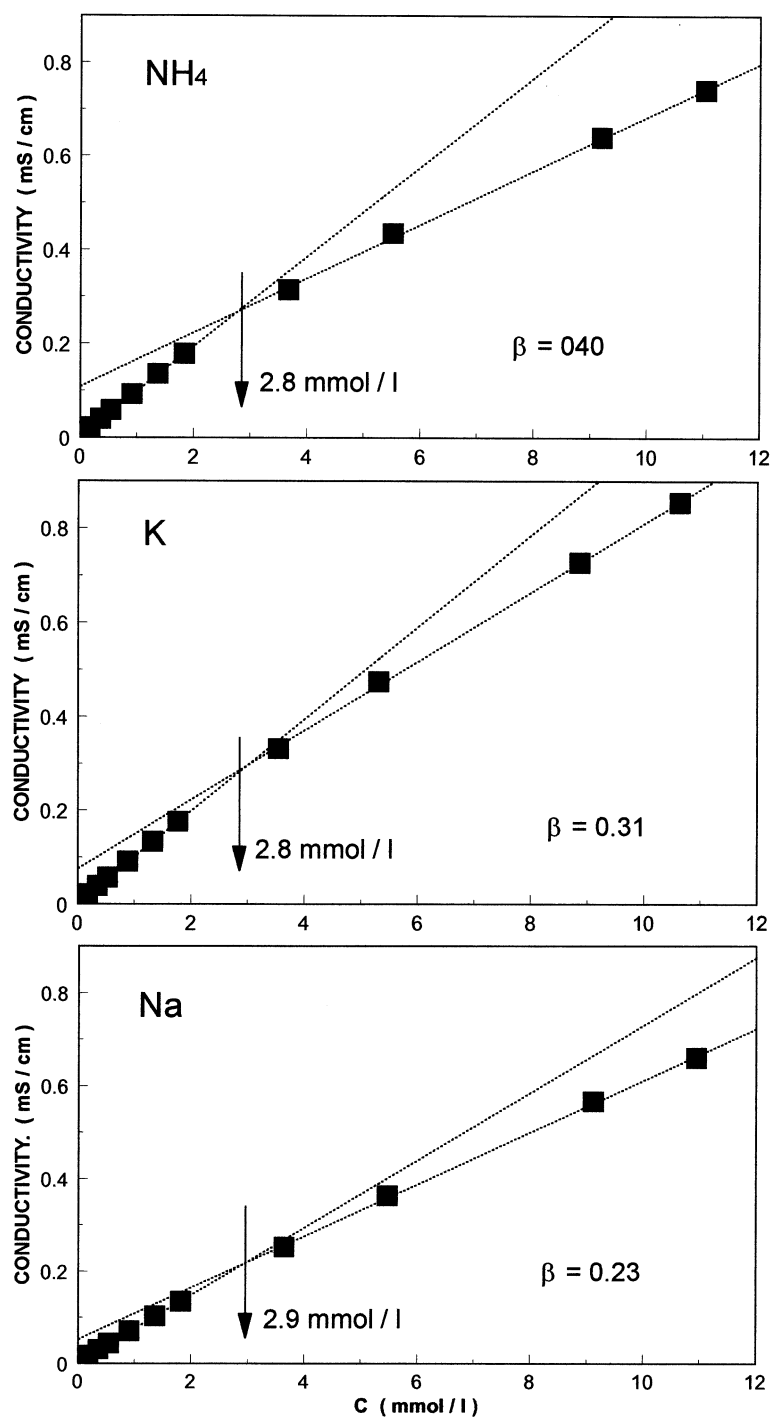 NH4
CONDUCTIVITY ( mS / cm )
0.8
0.6
0.4
0.2
0
β = 040
2.8 mmol / l
0 2 4 6 8 10 12
K
CONDUCTIVITY ( mS / cm )
0.8
0.6
0.4
0.2
0
β = 0.31
2.8 mmol / l
0 2 4 6 8 10 12
Na
CONDUCTIVITY. ( mS / cm )
0.8
0.6
0.4
0.2
0
β = 0.23
2.9 mmol / l
0 2 4 6 8 10 12
C ( mmol / l )